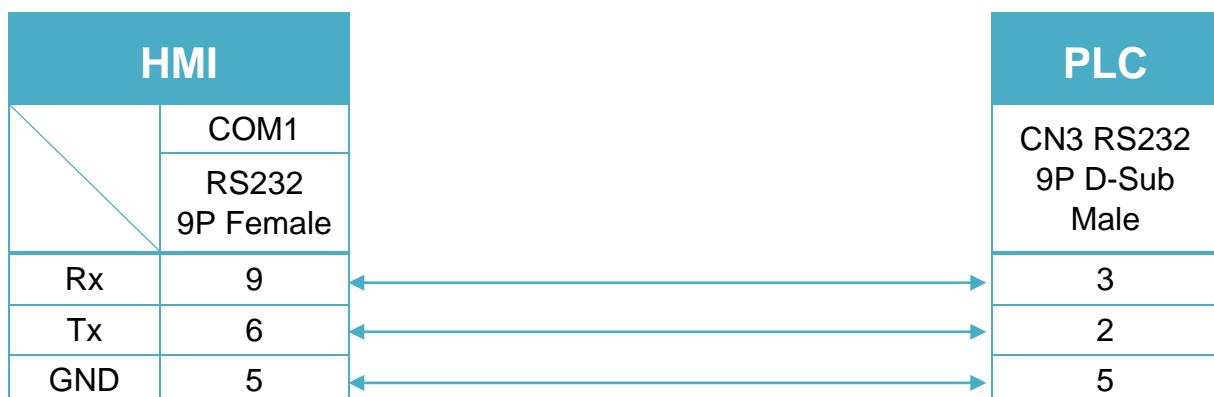 HMI
PLC
COM1
RS232
9P Female
CN3 RS232
9P D-Sub
Male
Rx 9 3
Tx 6 2
GND 5 5